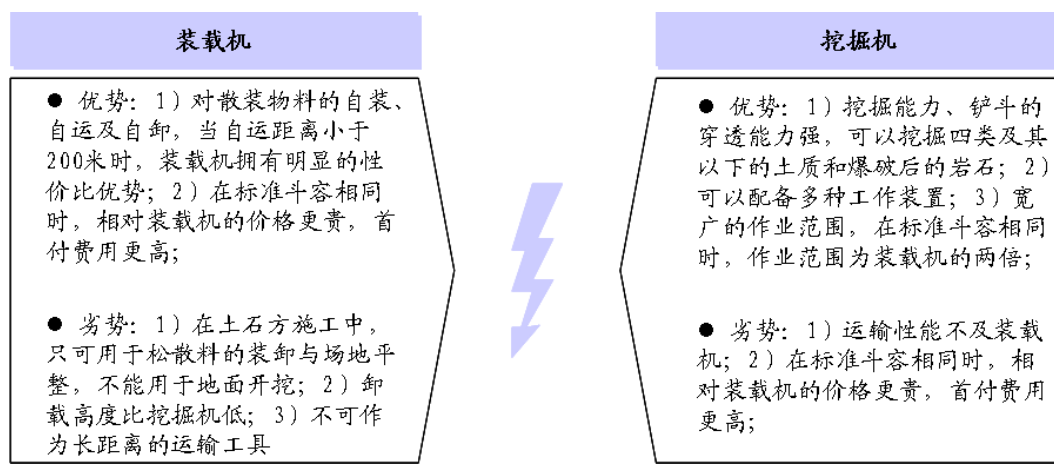 装载机
● 优势：1）对散装物料的自装、
自运及自卸，当自运距离小于
200米时，装载机拥有明显的性
价比优势；2）在标准斗容相同
时，相对装载机的价格更贵，首
付费用更高；
● 劣势：1）在土石方施工中，
只可用于松散料的装卸与场地平
整，不能用于地面开挖；2）卸
载高度比挖掘机低；3）不可作
为长距离的运输工具
挖掘机
● 优势：1）挖掘能力、铲斗的
穿透能力强，可以挖掘四类及其
以下的土质和爆破后的岩石；2）
可以配备多种工作装置；3）宽
广的作业范围，在标准斗容相同
时，作业范围为装载机的两倍；
● 劣势：1）运输性能不及装载
机；2）在标准斗容相同时，相
对装载机的价格更贵，首付费用
更高；